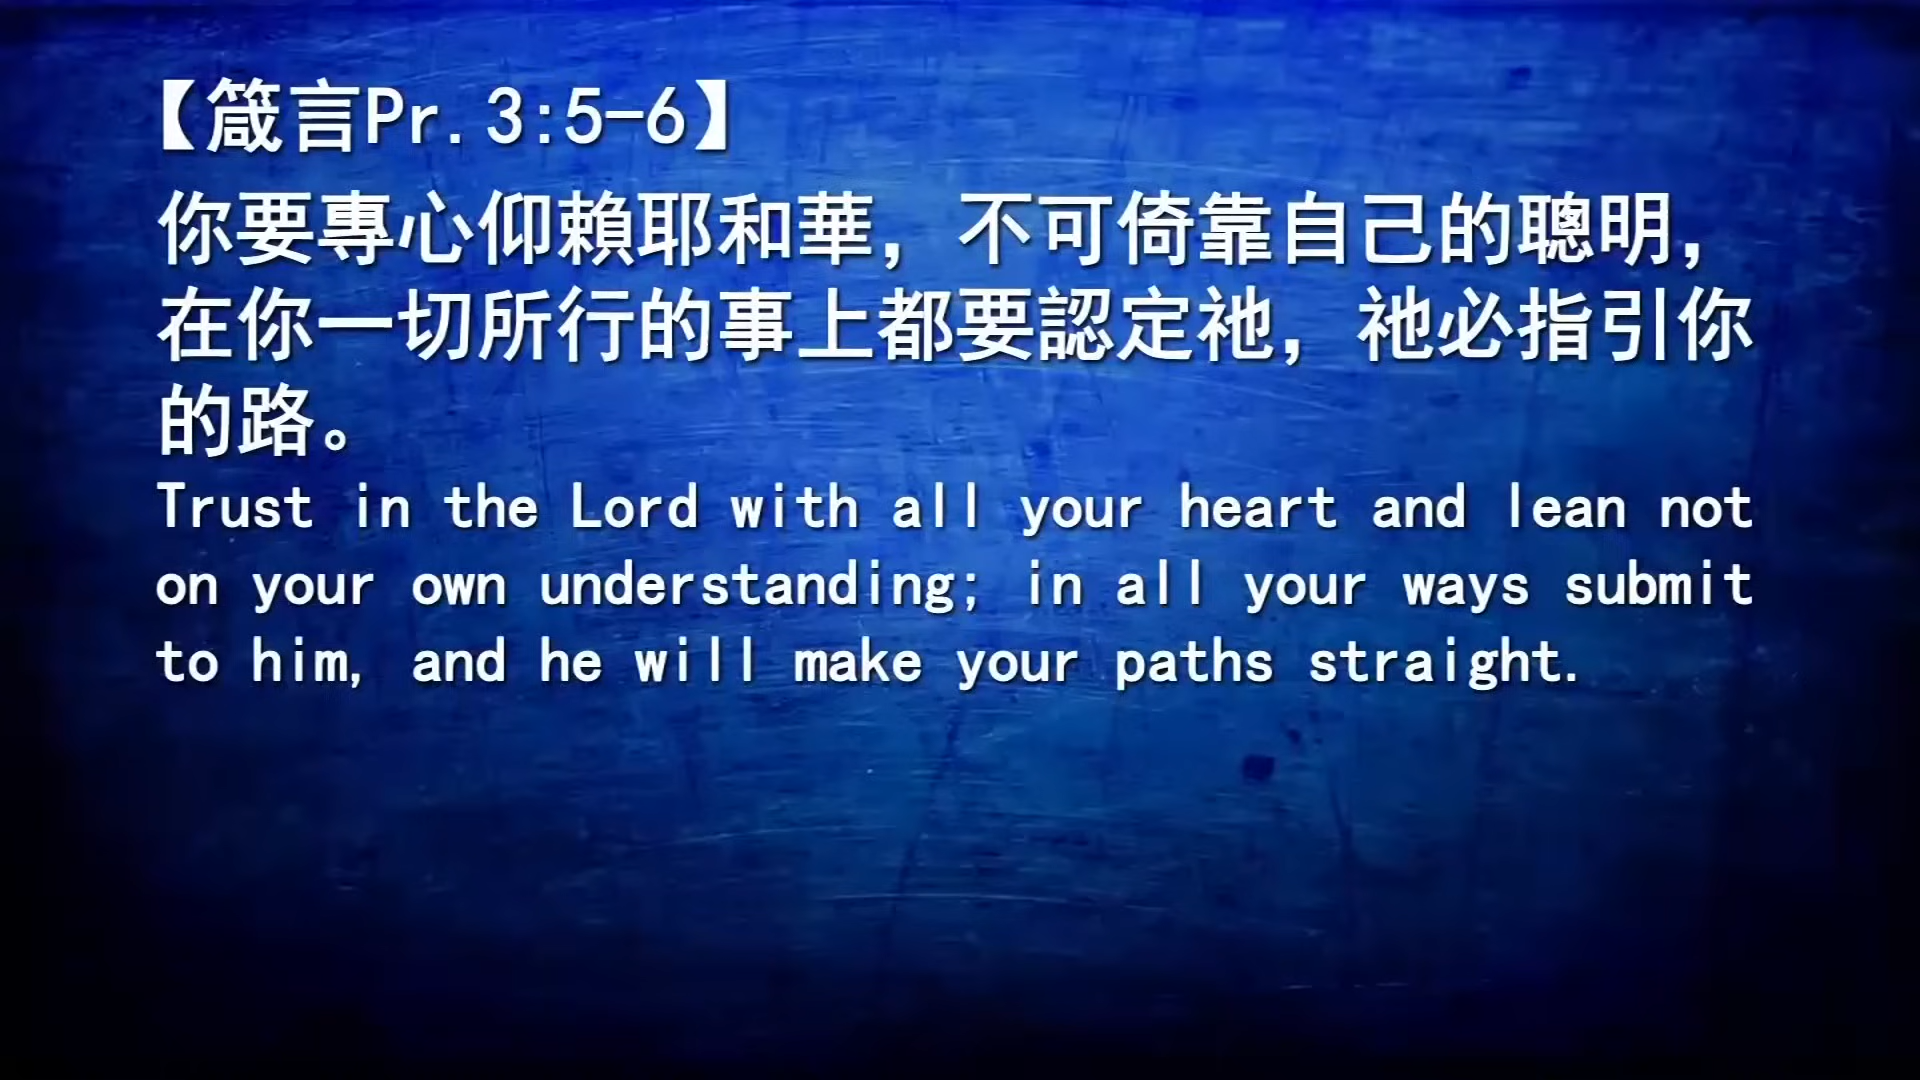 【箴言Pr.3:5-6】
你要專心仰賴耶和華，不可倚靠自己的聰明，
在你一切所行的事上都要認定祂，祂必指引你
的路。
Trust in the Lord with all your heart and lean not
on your own understanding; in all your ways submit
to him, and he will make your paths straight.